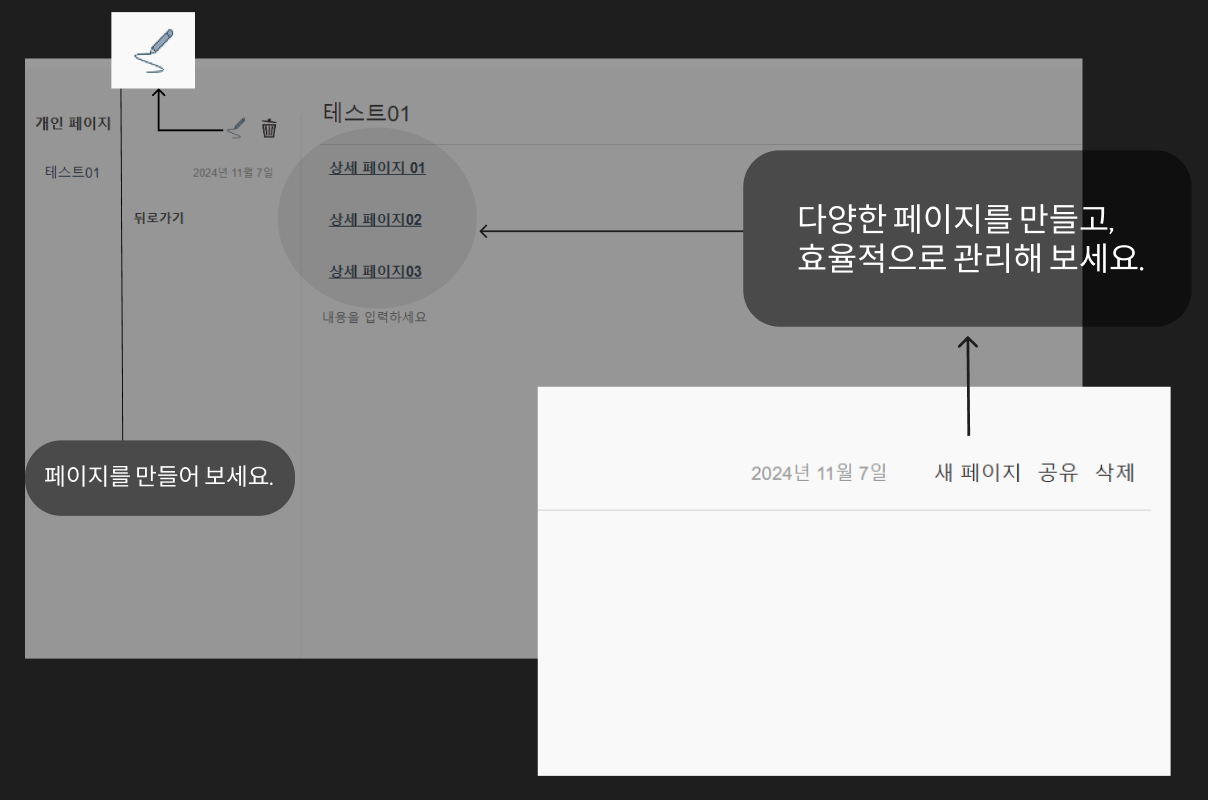 개인 페이지
테스트01
2024년 11월 7일
뒤로가기
테스트01
상세 페이지 01
상세 페이지02
상세 페이지03
내용을 입력하세요
다양한 페이지를 만들고,
효율적으로 관리해 보세요.
페이지를 만들어 보세요.
2024년 11월 7일 새 페이지 공유 삭제